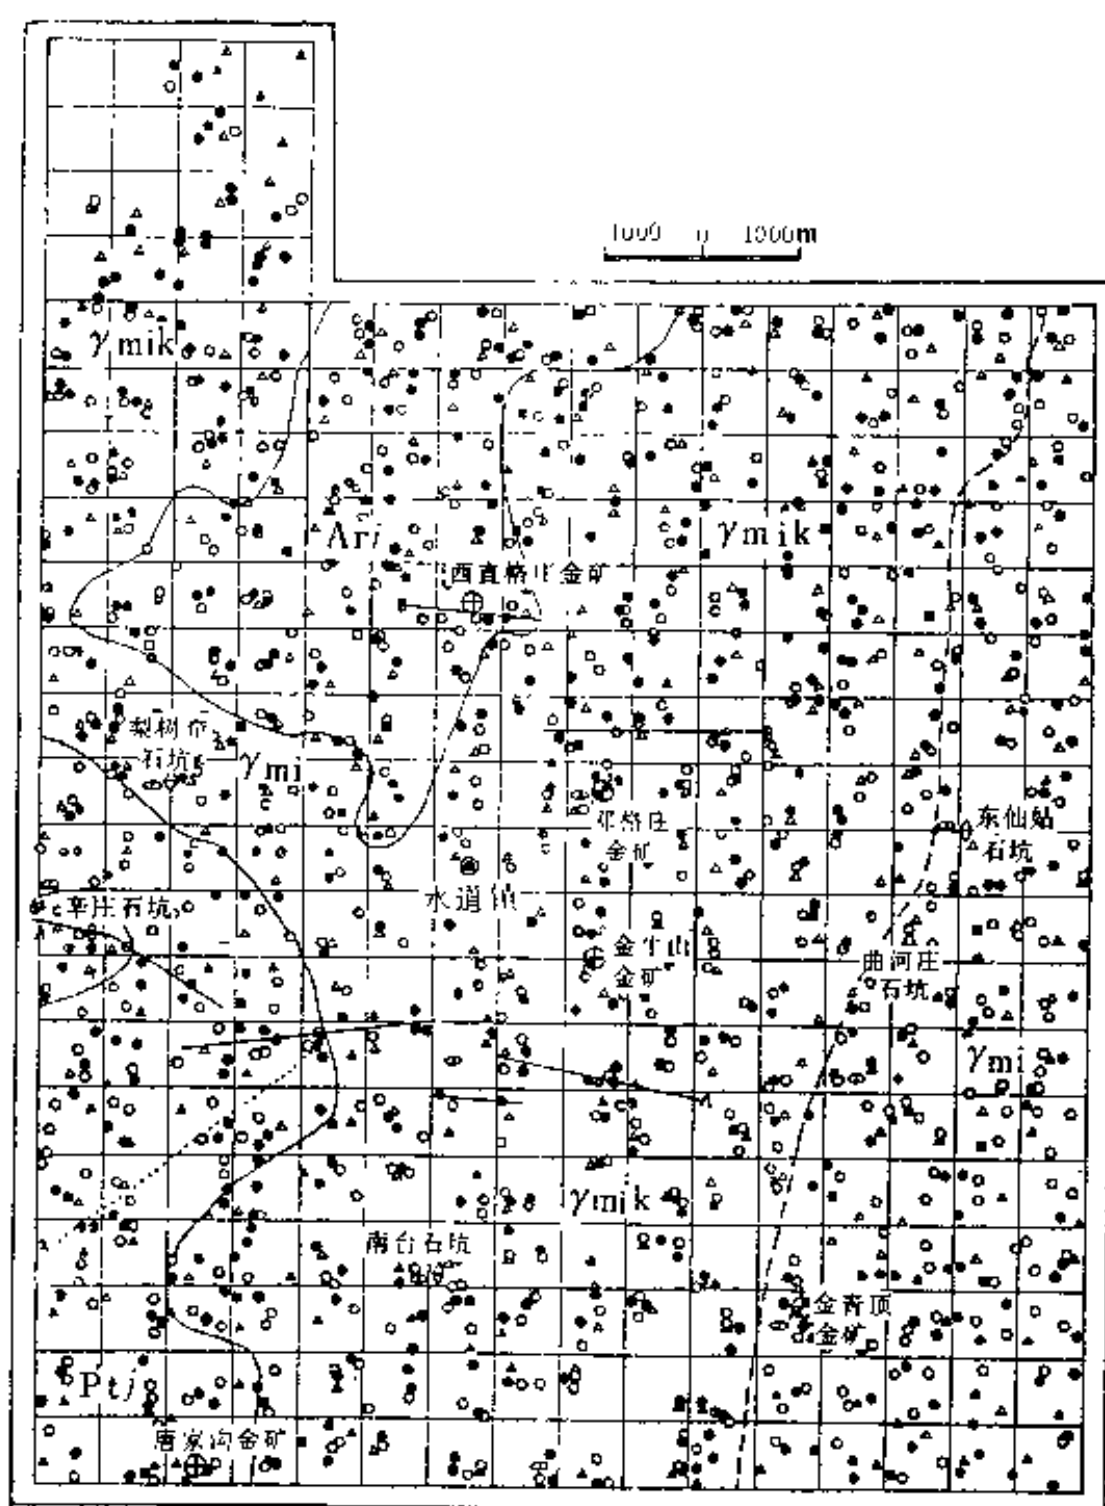 1000 0 1000m
γmik
Arj
γmik
西直格庄金矿
石坑
γmi
邓格庄
金矿
东仙姑
石坑
水道镇
辛庄石坑
金牛山
金矿
曲河庄
石坑
γmi
γmik
南台石坑
金青顶
金矿
Ptj
唐家沟金矿